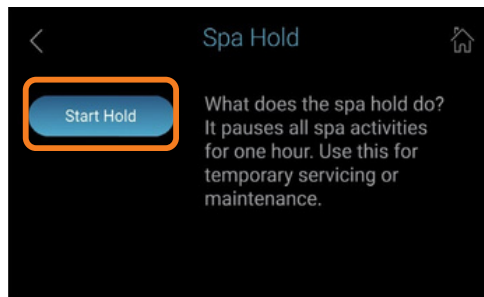 Spa Hold
Start Hold
What does the spa hold do?
It pauses all spa activities
for one hour. Use this for
temporary servicing or
maintenance.